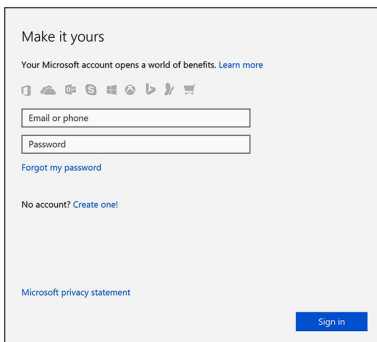 Make it yours
Your Microsoft account opens a world of benefits. Learn more
Email or phone
Password
Forgot my password
No account? Create one!
Microsoft privacy statement
Sign in